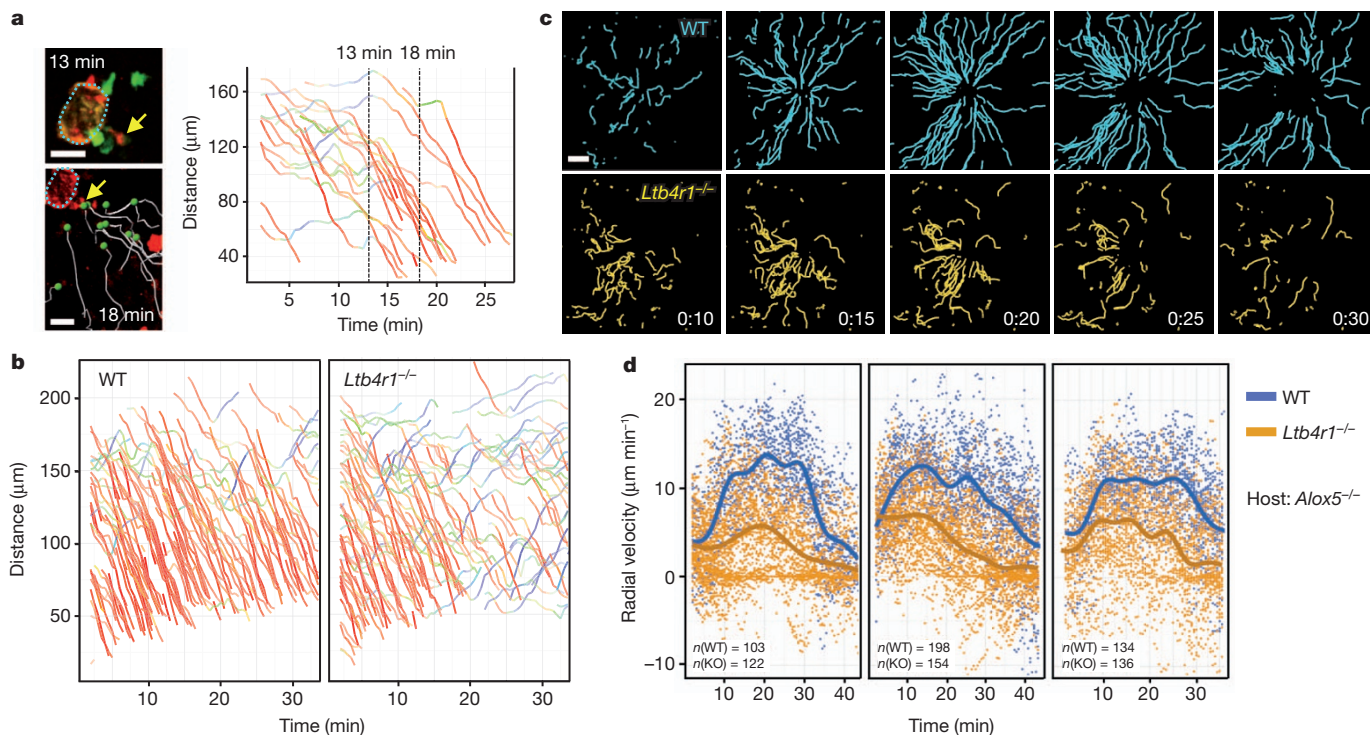 a
13 min
18 min
13 min 18 min
160
120
80
40
5 10 15 20 25
Distance (µm)
Time (min)
b
WT
Ltb4r1–/–
200
150
100
50
10 20 30
10 20 30
Distance (µm)
Time (min)
c
WT
Ltb4r1–/–
0:10
0:15
0:20
0:25
0:30
d
20
10
0
–10
Radial velocity (µm min–1)
n(WT) = 103
n(KO) = 122
n(WT) = 198
n(KO) = 154
n(WT) = 134
n(KO) = 136
10 20 30 40
10 20 30 40
10 20 30
Time (min)
WT
Ltb4r1–/–
Host: Alox5–/–